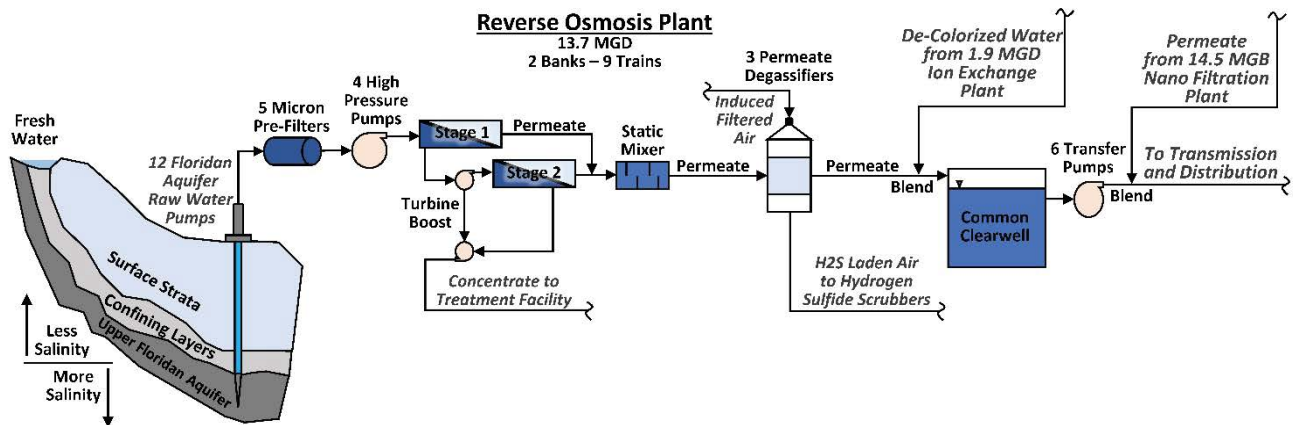 Reverse Osmosis Plant
13.7 MGD
2 Banks – 9 Trains
Fresh
Water
12 Floridan
Aquifer
Raw Water
Pumps
5 Micron
Pre-Filters
4 High
Pressure
Pumps
Stage 1
Permeate
Stage 2
Turbine
Boost
Concentrate to
Treatment Facility
Static
Mixer
Permeate
Induced
Filtered
Air
3 Permeate
Degassifiers
Permeate
H2S Laden Air
to Hydrogen
Sulfide Scrubbers
De-Colorized Water
from 1.9 MGD
Ion Exchange
Plant
Blend
Common
Clearwell
6 Transfer
Pumps
Permeate
from 14.5 MGB
Nano Filtration
Plant
Blend
To Transmission
and Distribution
Surface Strata
Confining Layers
Upper Floridan Aquifer
Less
Salinity
More
Salinity